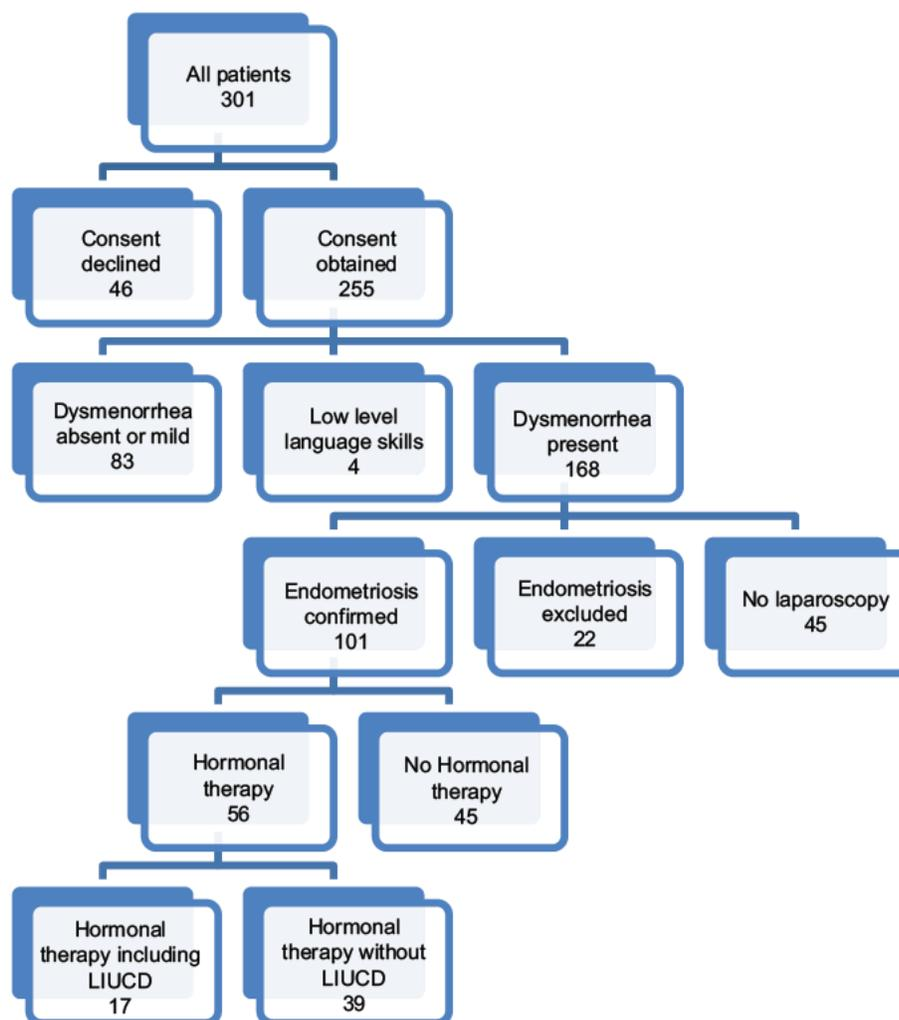 All patients
301
Consent
declined
46
Consent
obtained
255
Dysmenorrhea
absent or mild
83
Low level
language skills
4
Dysmenorrhea
present
168
Endometriosis
confirmed
101
Endometriosis
excluded
22
No laparoscopy
45
Hormonal
therapy
56
No Hormonal
therapy
45
Hormonal
therapy including
LIUCD
17
Hormonal
therapy without
LIUCD
39